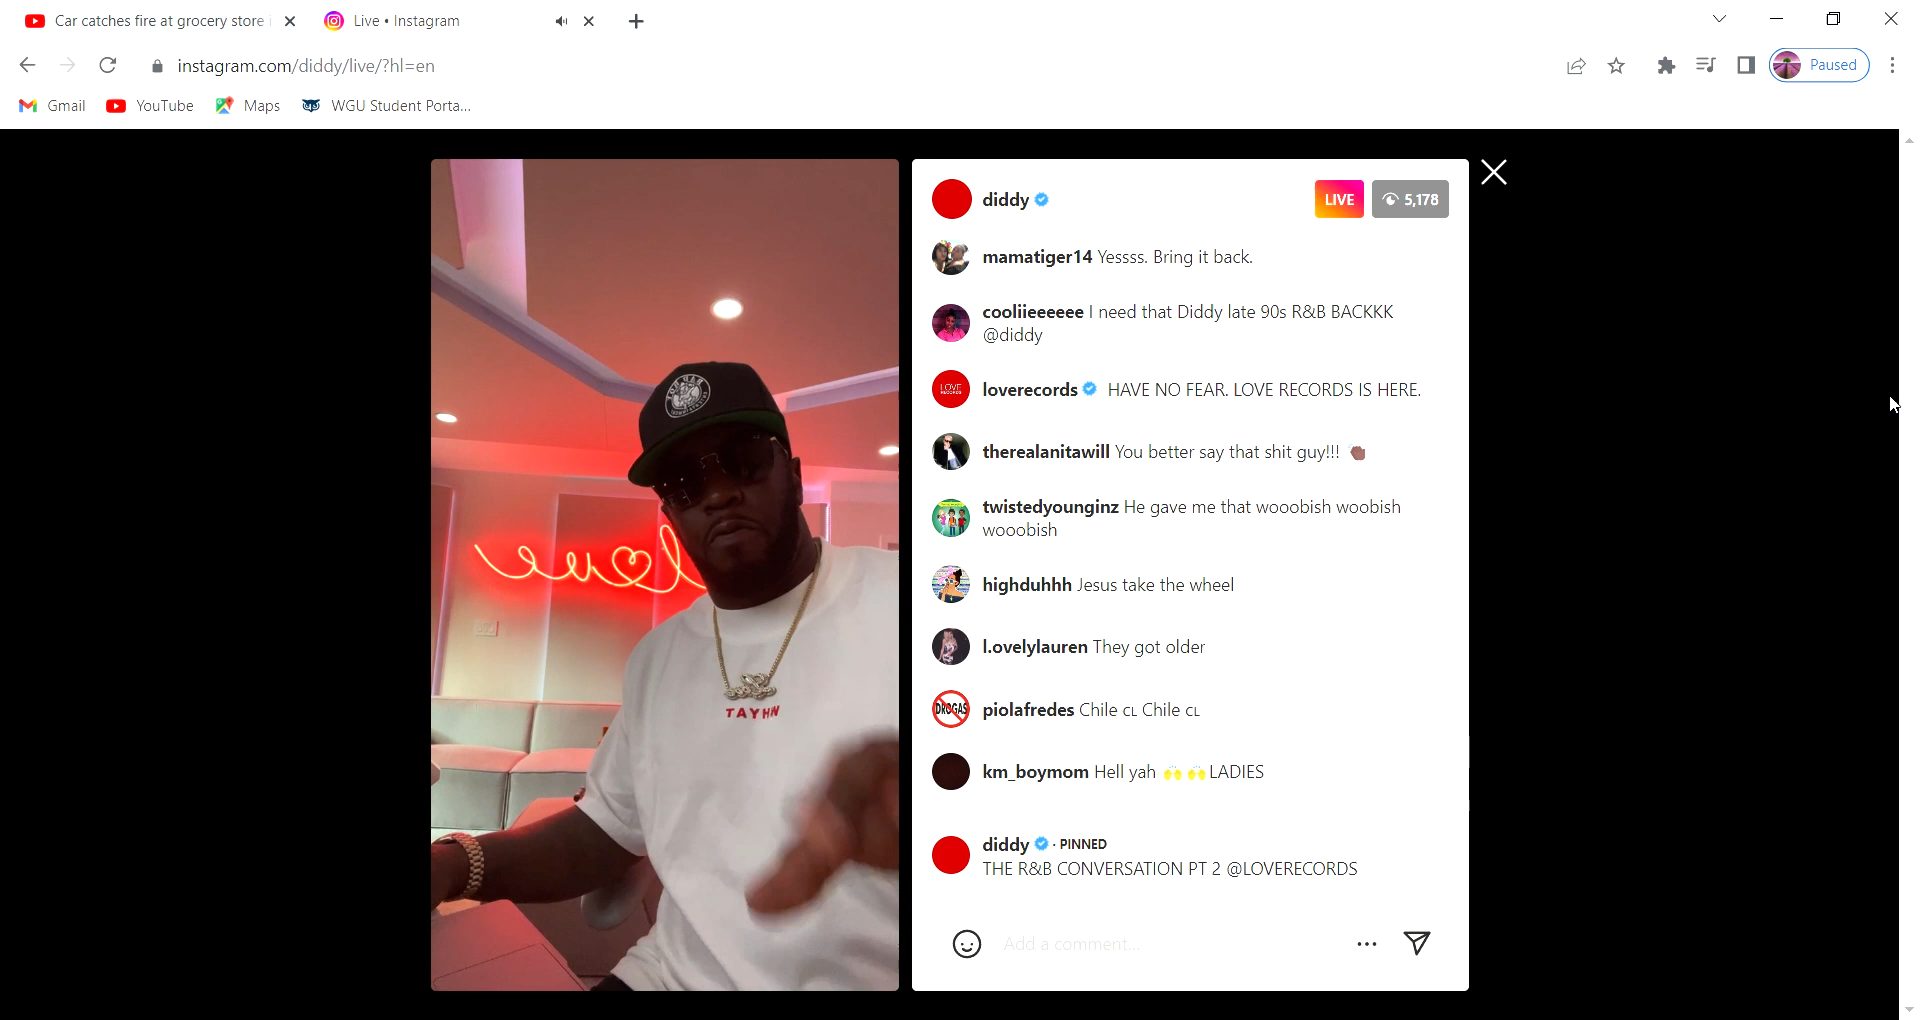 Car catches fire at grocery store i
Live • Instagram
instagram.com/diddy/live/?hl=en
Paused
Gmail
YouTube
Maps
WGU Student Porta...
diddy
LIVE
5,178
mamatiger14 Yessss. Bring it back.
cooliieeeeee I need that Diddy late 90s R&B BACKKK
@diddy
LOVE
RECORDS
loverecords HAVE NO FEAR. LOVE RECORDS IS HERE.
therealanitawill You better say that shit guy!!! 👏🏾
twistedyounginz He gave me that wooobish woobish
wooobish
highduhhh Jesus take the wheel
l.ovelylauren They got older
DROGAS
piolafredes Chile CL Chile CL
km_boymom Hell yah 🙌 🙌 LADIES
diddy · PINNED
THE R&B CONVERSATION PT 2 @LOVERECORDS
Add a comment...
love
TAYHN